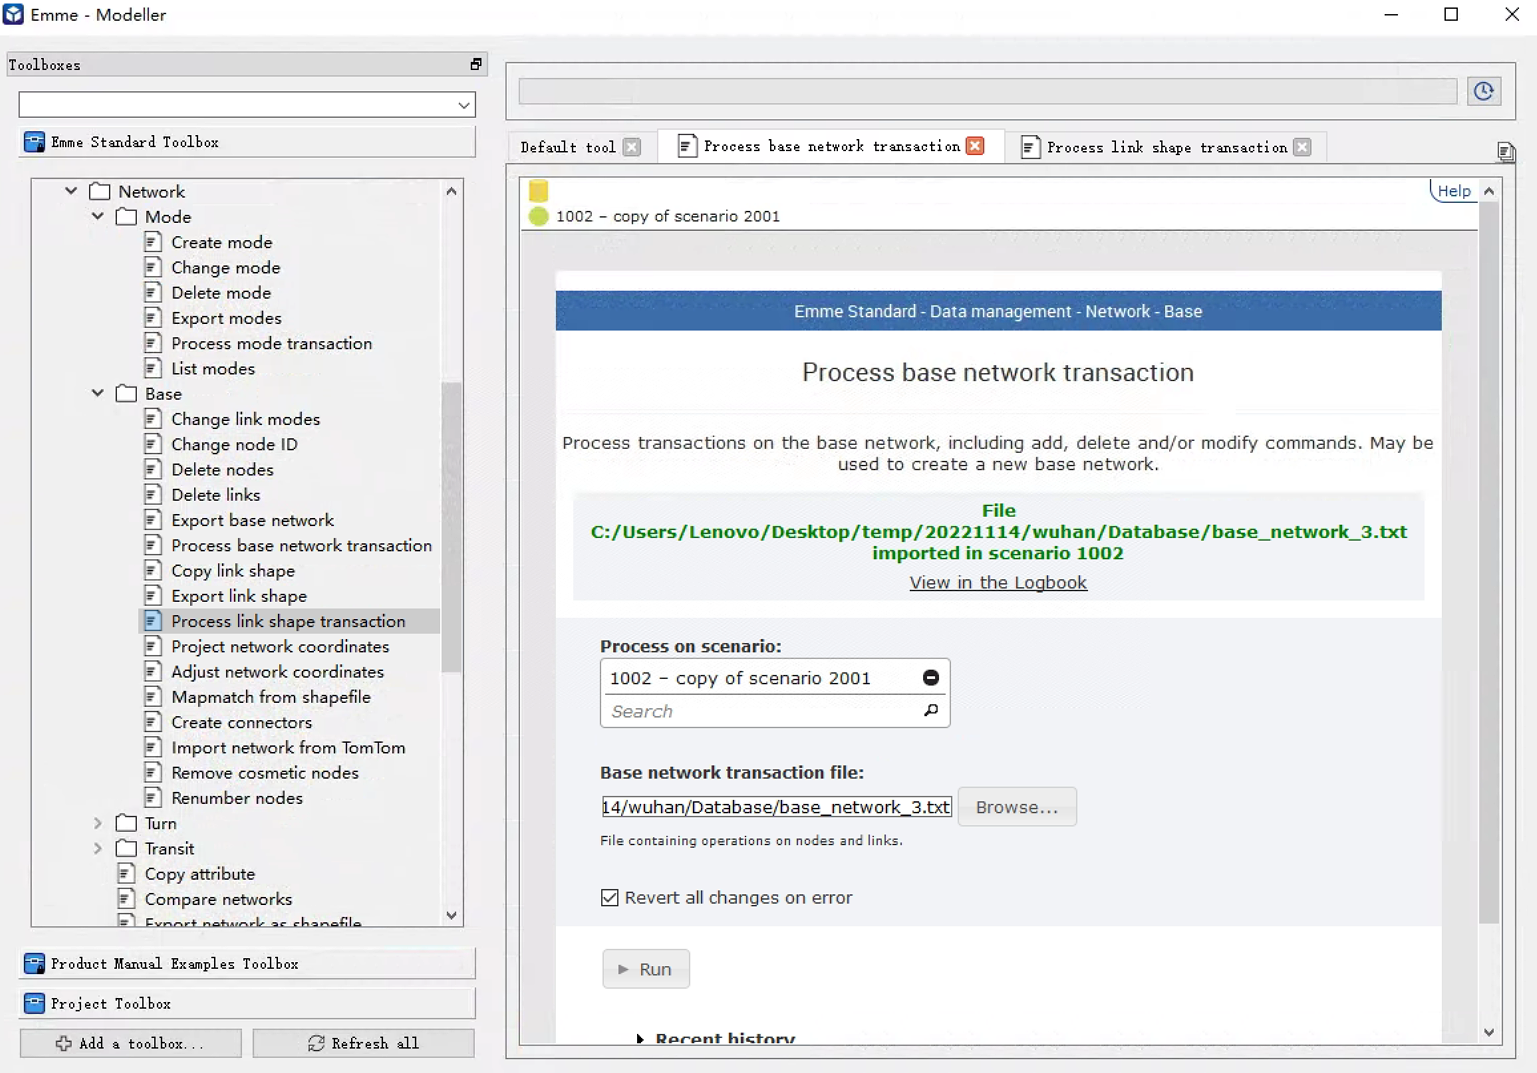 Emme - Modeller
Toolboxes
Emme Standard Toolbox
Network
Mode
Create mode
Change mode
Delete mode
Export modes
Process mode transaction
List modes
Base
Change link modes
Change node ID
Delete nodes
Delete links
Export base network
Process base network transaction
Copy link shape
Export link shape
Process link shape transaction
Project network coordinates
Adjust network coordinates
Mapmatch from shapefile
Create connectors
Import network from TomTom
Remove cosmetic nodes
Renumber nodes
Turn
Transit
Copy attribute
Compare networks
Export network as shapefile
Product Manual Examples Toolbox
Project Toolbox
Add a toolbox...
Refresh all
Default tool
Process base network transaction
Process link shape transaction
Help
1002 – copy of scenario 2001
Emme Standard - Data management - Network - Base
Process base network transaction
Process transactions on the base network, including add, delete and/or modify commands. May be
used to create a new base network.
File
C:/Users/Lenovo/Desktop/temp/20221114/wuhan/Database/base_network_3.txt
imported in scenario 1002
View in the Logbook
Process on scenario:
1002 – copy of scenario 2001
Search
Base network transaction file:
14/wuhan/Database/base_network_3.txt
Browse...
File containing operations on nodes and links.
Revert all changes on error
Run
Recent history